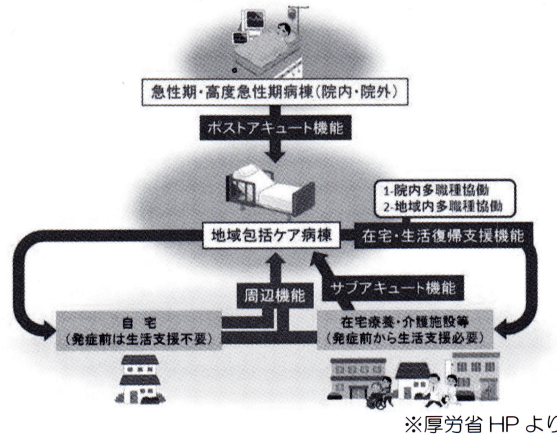 急性期・高度急性期病棟(院内・院外)
ポストアキュート機能
1-院内多職種協働
2-地域内多職種協働
地域包括ケア病棟
在宅・生活復帰支援機能
周辺機能
サブアキュート機能
自宅
(発症前は生活支援不要)
在宅療養・介護施設等
(発症前から生活支援必要)
※厚労省HPより